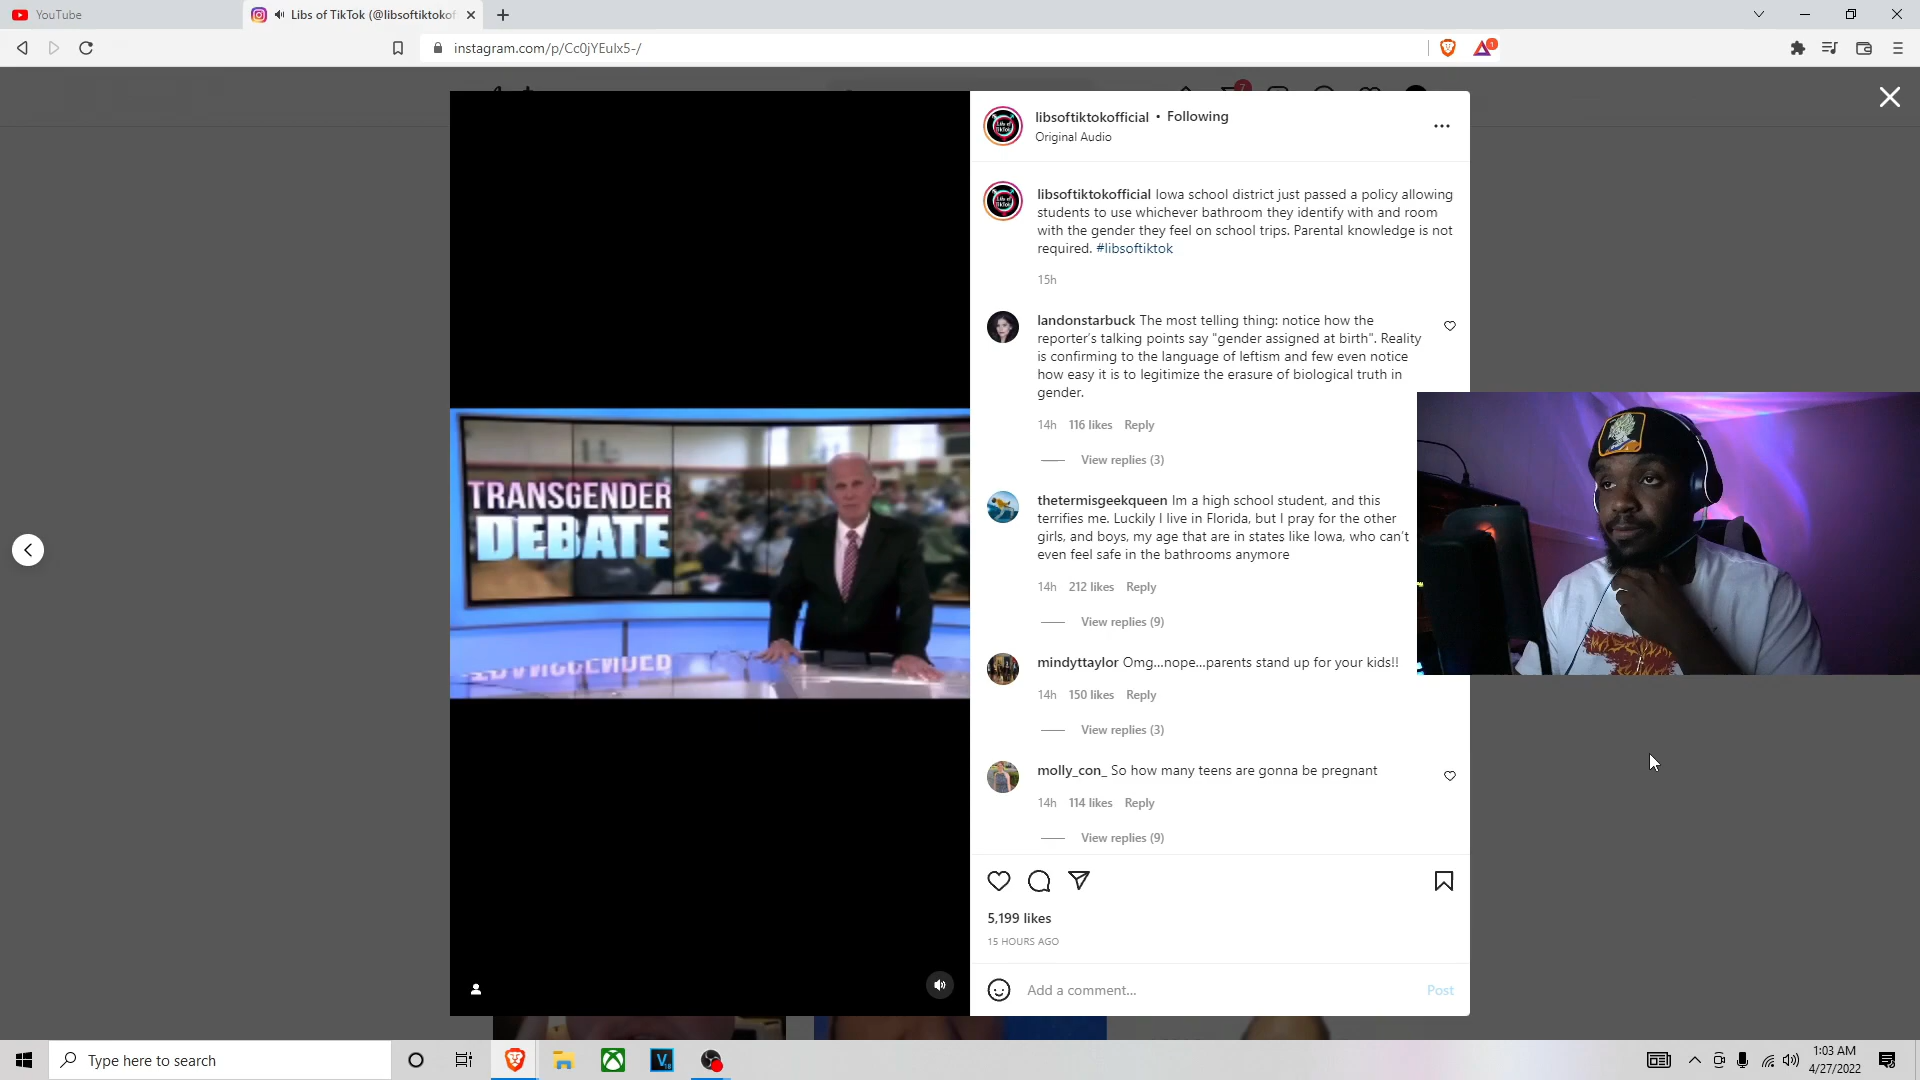 YouTube
Libs of TikTok (@libsoftiktokof
instagram.com/p/Cc0jYEuIx5-/
1
7
libsoftiktokofficial • Following
Original Audio
libsoftiktokofficial Iowa school district just passed a policy allowing
students to use whichever bathroom they identify with and room
with the gender they feel on school trips. Parental knowledge is not
required. #libsoftiktok
15h
landonstarbuck The most telling thing: notice how the
reporter's talking points say "gender assigned at birth". Reality
is confirming to the language of leftism and few even notice
how easy it is to legitimize the erasure of biological truth in
gender.
14h 116 likes Reply
View replies (3)
thetermisgeekqueen Im a high school student, and this
terrifies me. Luckily I live in Florida, but I pray for the other
girls, and boys, my age that are in states like Iowa, who can't
even feel safe in the bathrooms anymore
14h 212 likes Reply
View replies (9)
mindyttaylor Omg...nope...parents stand up for your kids!!
14h 150 likes Reply
View replies (3)
molly_con_ So how many teens are gonna be pregnant
14h 114 likes Reply
View replies (9)
5,199 likes
15 HOURS AGO
Add a comment...
Post
TRANSGENDER
DEBATE
Type here to search
1:03 AM
4/27/2022